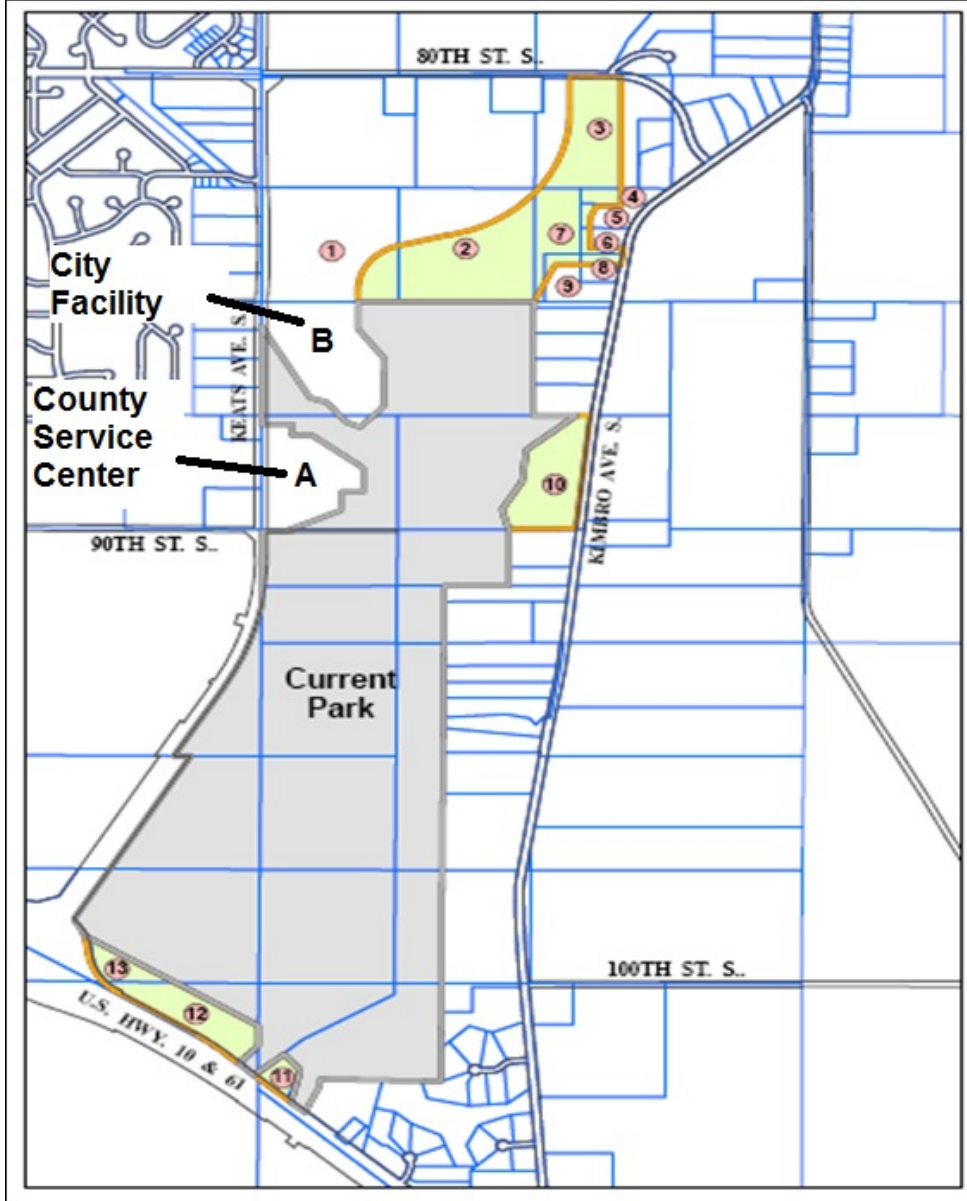 80TH ST. S..
3
4
5
1
2
7
6
City
Facility
8
9
B
KEATS AVE. S.
County
Service
Center
A
10
KIMBRO AVE. S.
90TH ST. S..
Current
Park
13
100TH ST. S..
12
U.S. HWY. 10 & 61
11